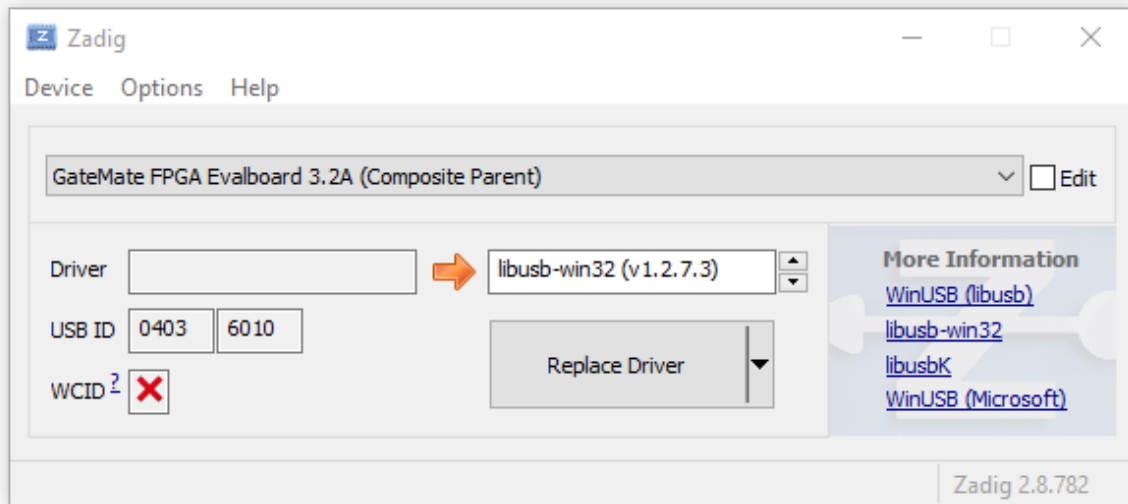 Zadig
Device Options Help
GateMate FPGA Evalboard 3.2A (Composite Parent)
Edit
Driver
libusb-win32 (v1.2.7.3)
USB ID 0403 6010
WCID ?
Replace Driver
More Information
WinUSB (libusb)
libusb-win32
libusbK
WinUSB (Microsoft)
Zadig 2.8.782